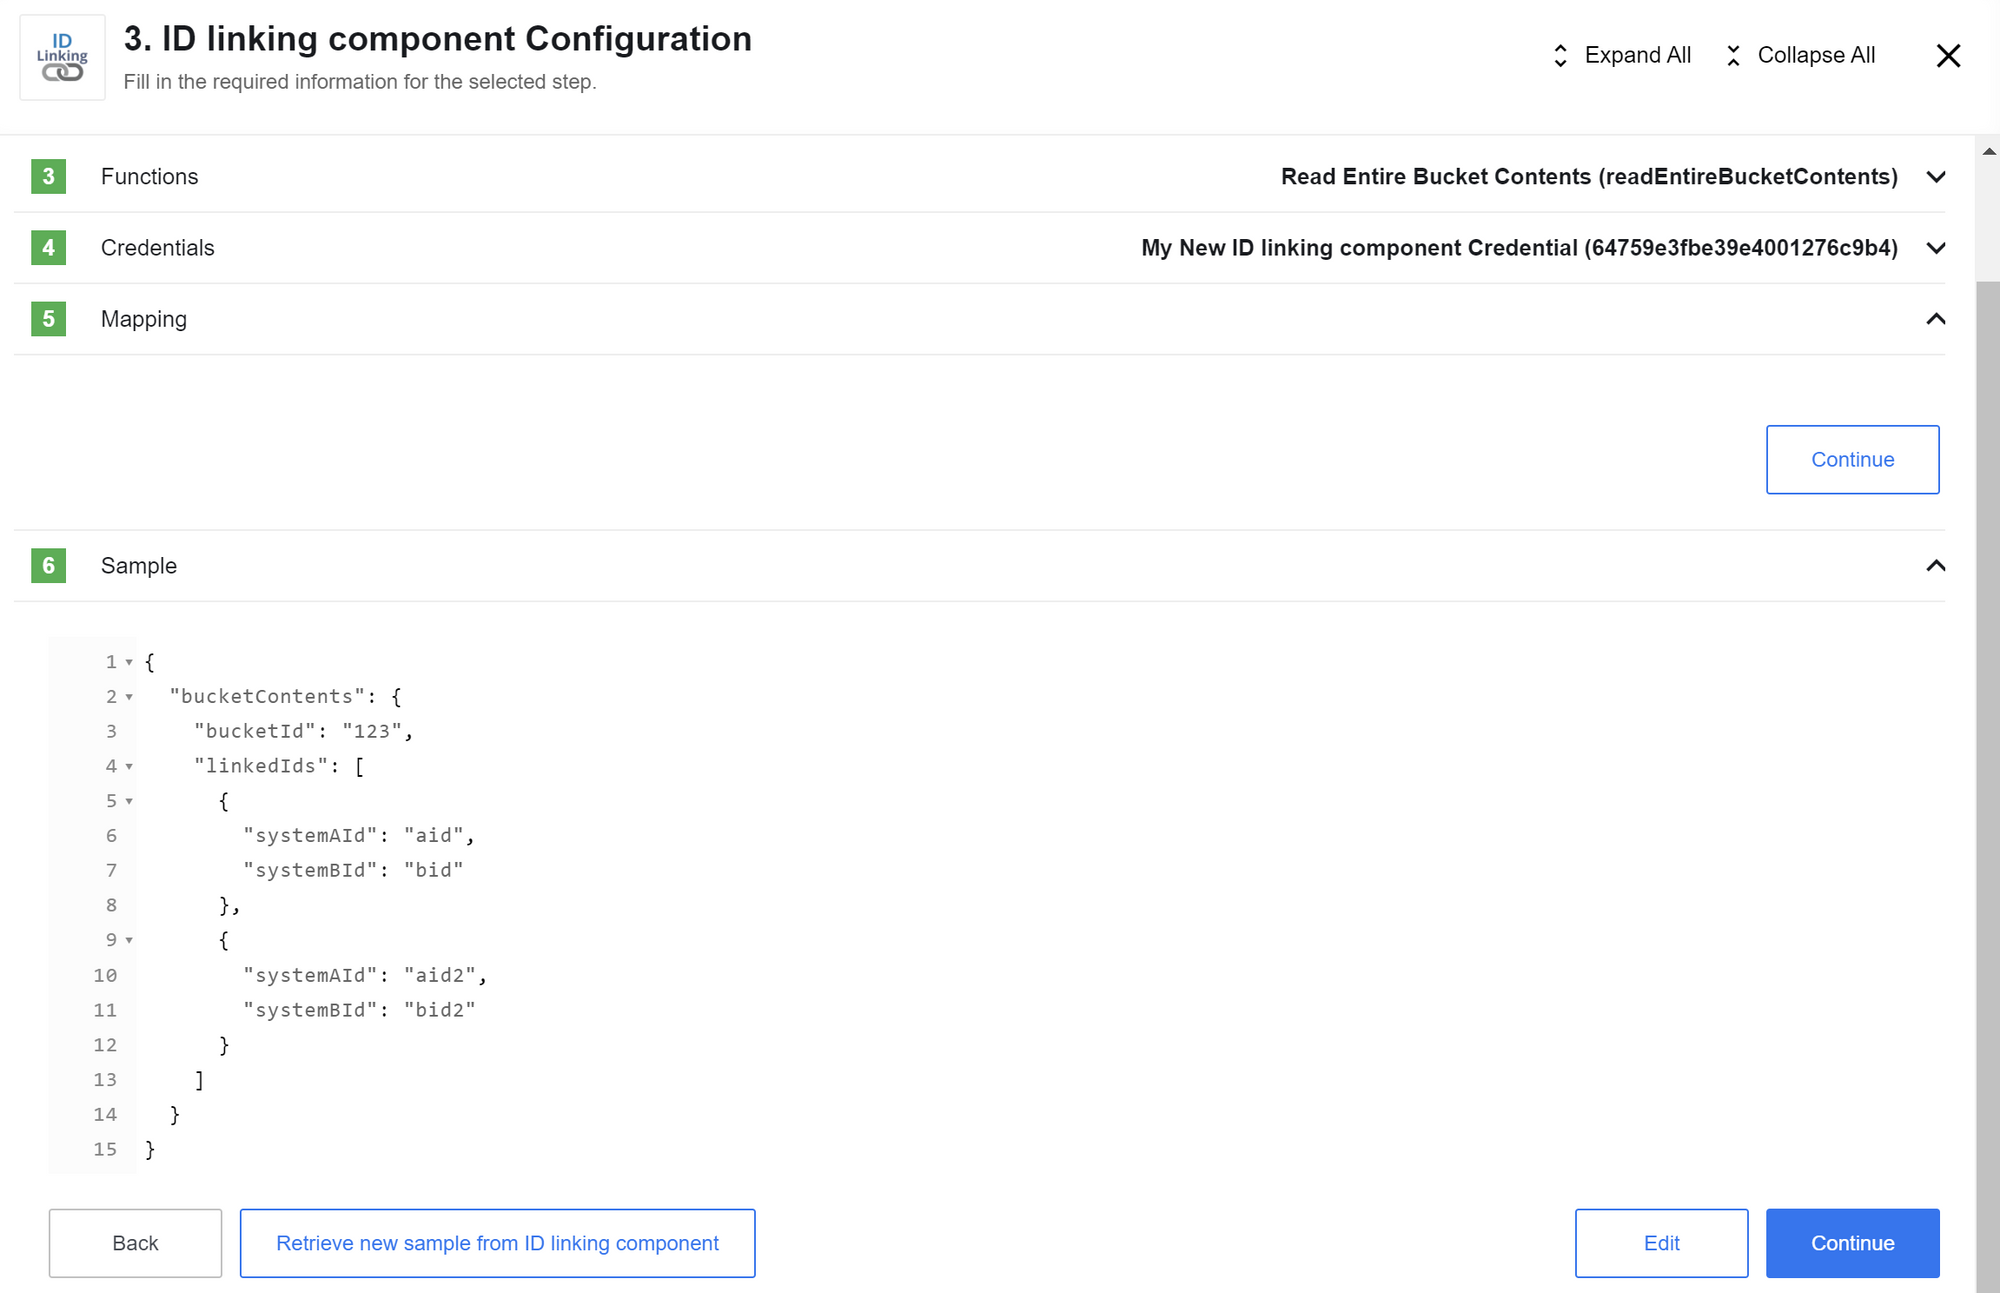 ID
Linking
3. ID linking component Configuration
Fill in the required information for the selected step.
Expand All
Collapse All
3 Functions Read Entire Bucket Contents (readEntireBucketContents)
4 Credentials My New ID linking component Credential (64759e3fbe39e4001276c9b4)
5 Mapping
Continue
6 Sample
1 {
2 "bucketContents": {
3 "bucketId": "123",
4 "linkedIds": [
5 {
6 "systemAId": "aid",
7 "systemBId": "bid"
8 },
9 {
10 "systemAId": "aid2",
11 "systemBId": "bid2"
12 }
13 ]
14 }
15 }
Back
Retrieve new sample from ID linking component
Edit
Continue